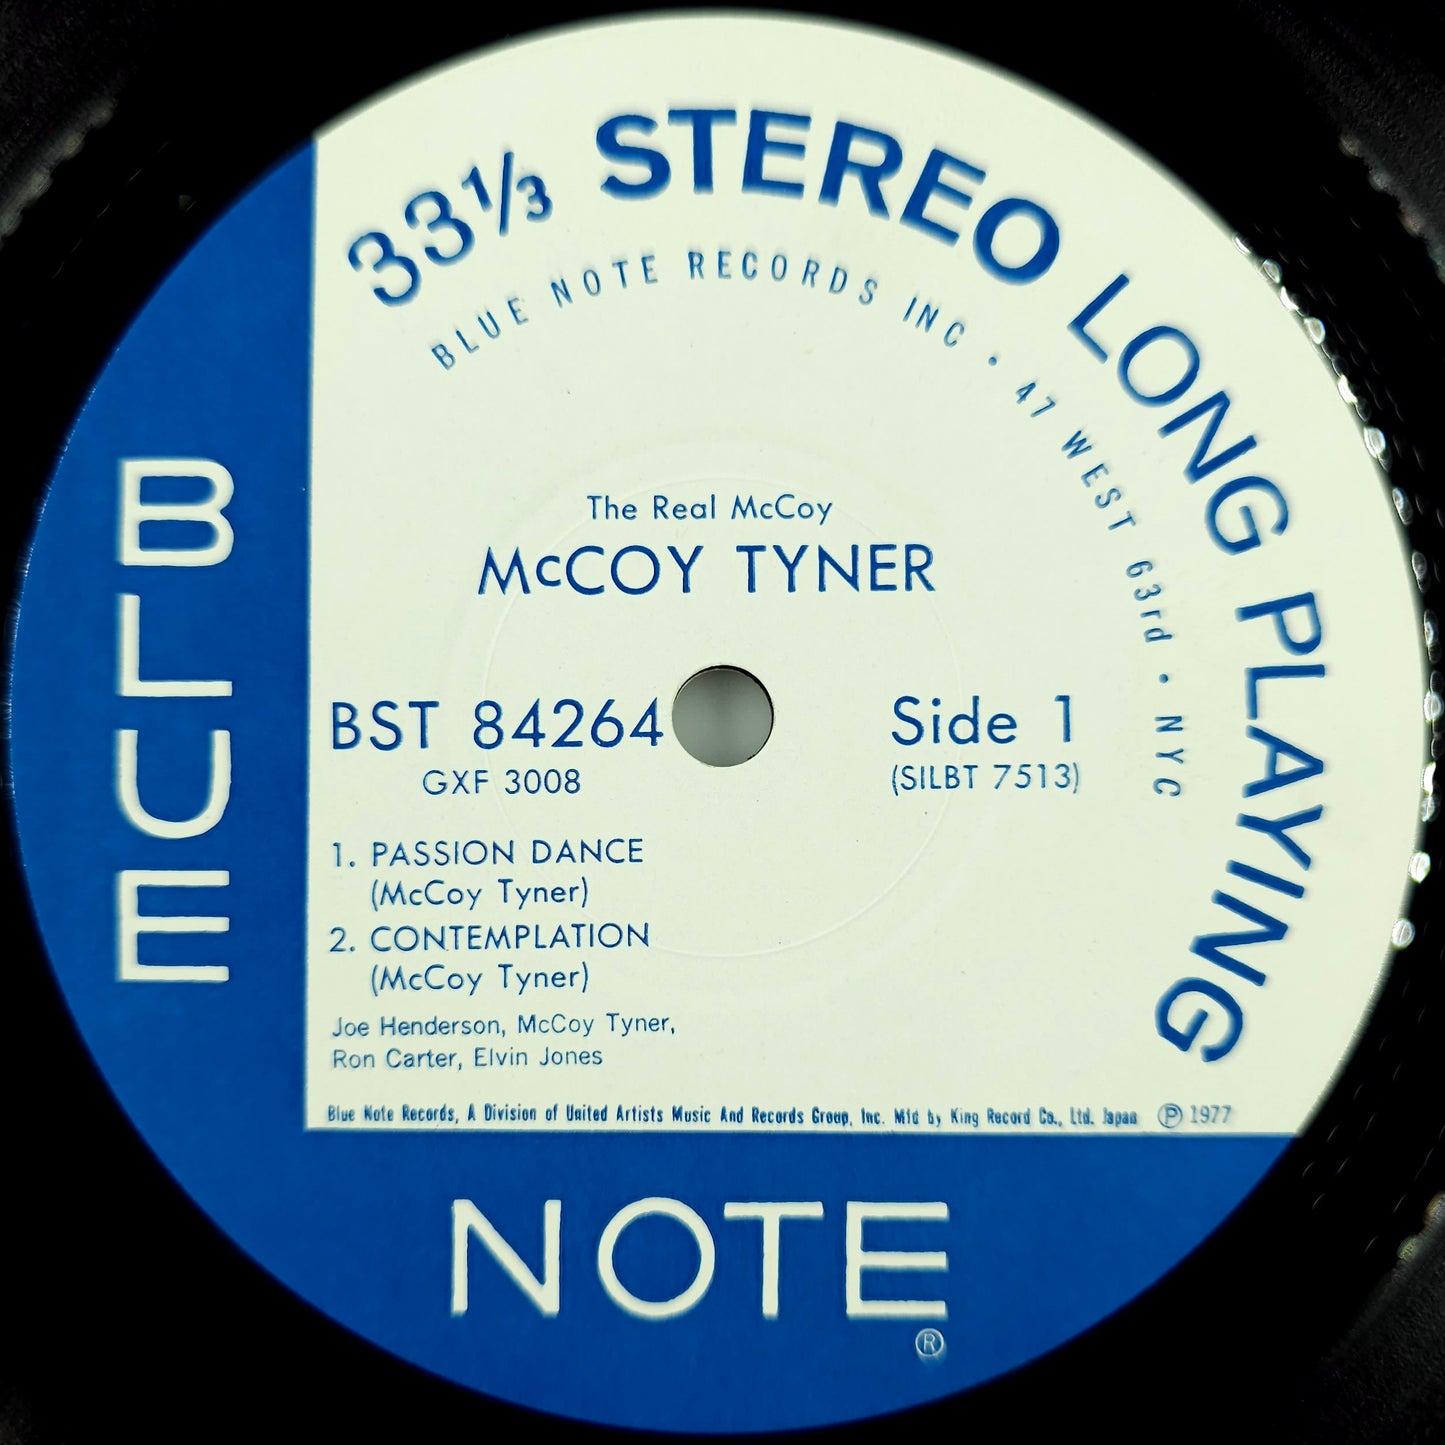 33⅓ STEREO LONG PLAYING
BLUE NOTE RECORDS INC • 47 WEST 63rd • NYC
The Real McCoy
McCOY TYNER
BST 84264
GXF 3008
Side 1
(SILBT 7513)
1. PASSION DANCE
(McCoy Tyner)
2. CONTEMPLATION
(McCoy Tyner)
Joe Henderson, McCoy Tyner,
Ron Carter, Elvin Jones
Blue Note Records, A Division of United Artists Music And Records Group, Inc. Mfd by King Record Co., Ltd. Japan Ⓟ 1977
BLUE
NOTE
®